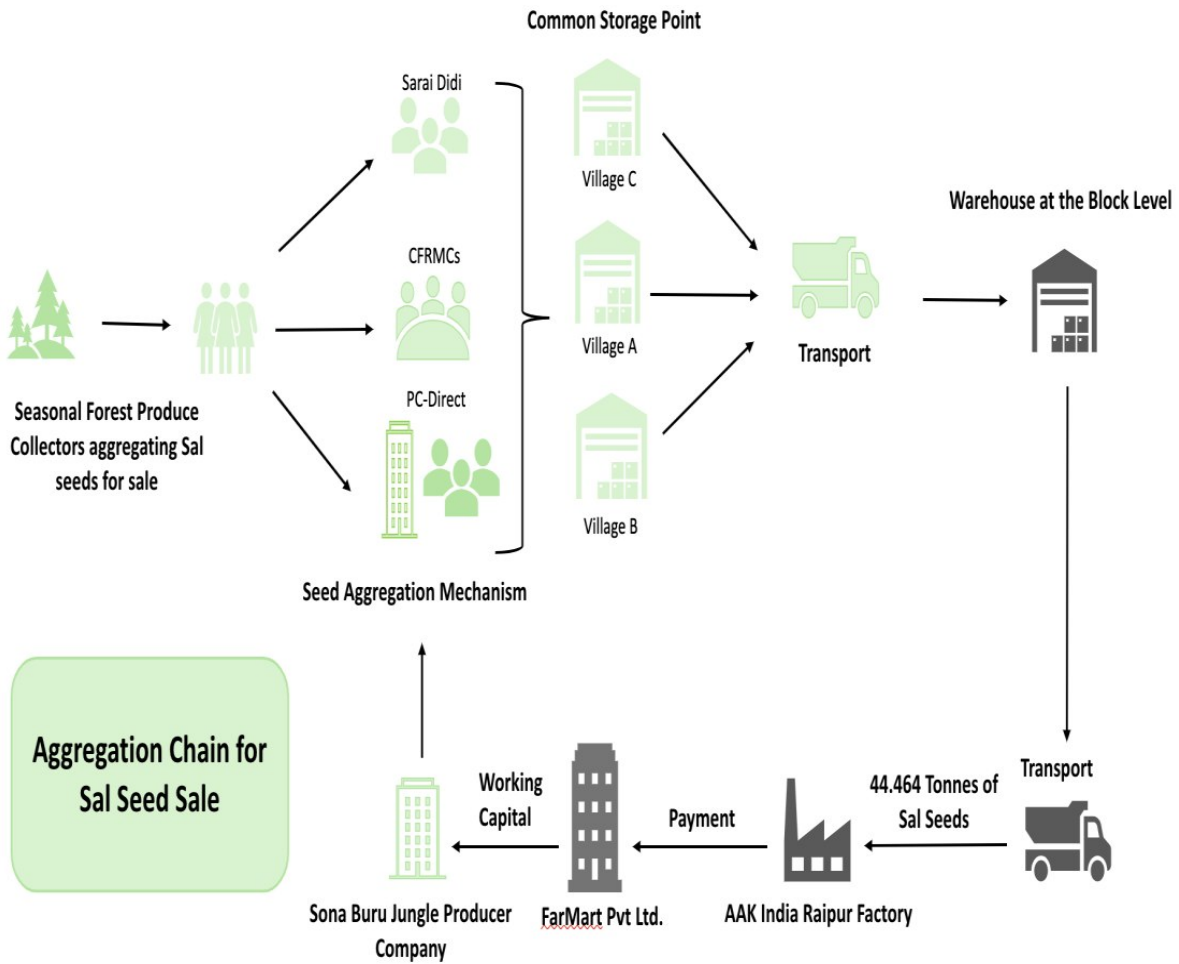 Common Storage Point
Sarai Didi
Village C
Warehouse at the Block Level
CFRMCs
Village A
Transport
Seasonal Forest Produce
Collectors aggregating Sal
seeds for sale
PC-Direct
Village B
Seed Aggregation Mechanism
Aggregation Chain for
Sal Seed Sale
Working
Capital
Payment
44.464 Tonnes of
Sal Seeds
Transport
Sona Buru Jungle Producer
Company
FarMart Pvt Ltd.
AAK India Raipur Factory